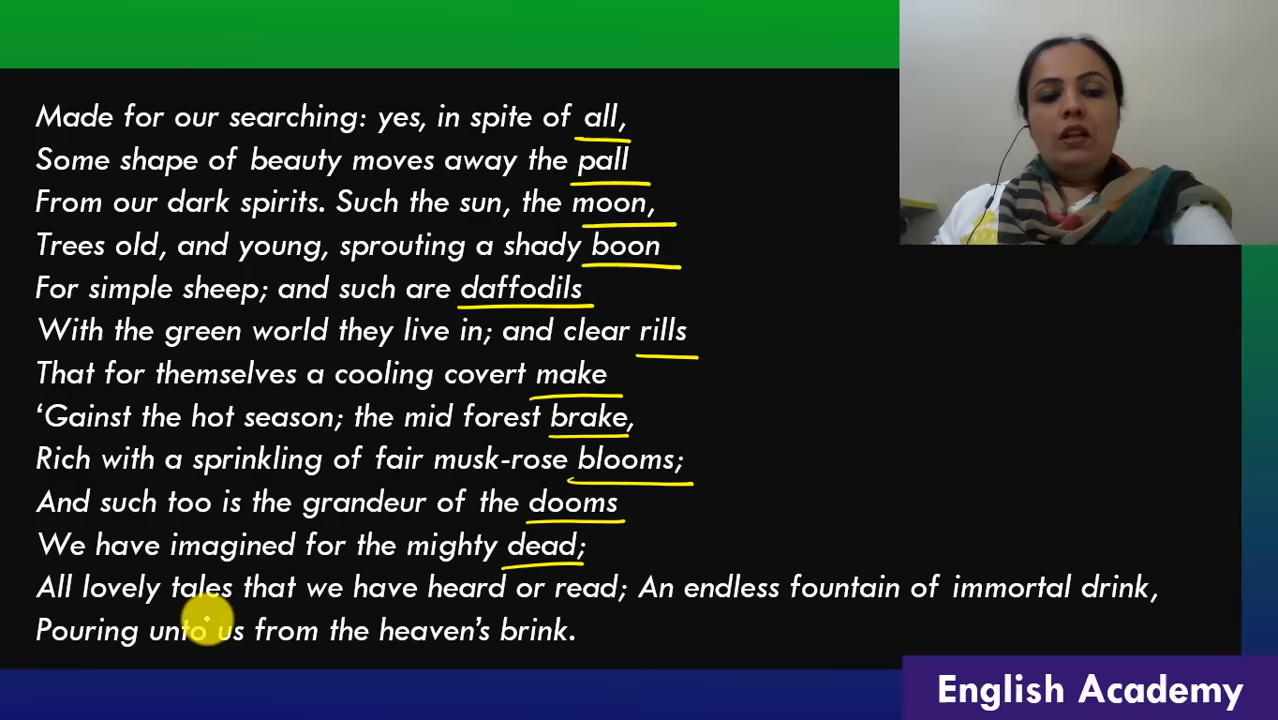 Made for our searching: yes, in spite of all,
Some shape of beauty moves away the pall
From our dark spirits. Such the sun, the moon,
Trees old, and young, sprouting a shady boon
For simple sheep; and such are daffodils
With the green world they live in; and clear rills
That for themselves a cooling covert make
‘Gainst the hot season; the mid forest brake,
Rich with a sprinkling of fair musk-rose blooms;
And such too is the grandeur of the dooms
We have imagined for the mighty dead;
All lovely tales that we have heard or read; An endless fountain of immortal drink,
Pouring unto us from the heaven’s brink.
English Academy